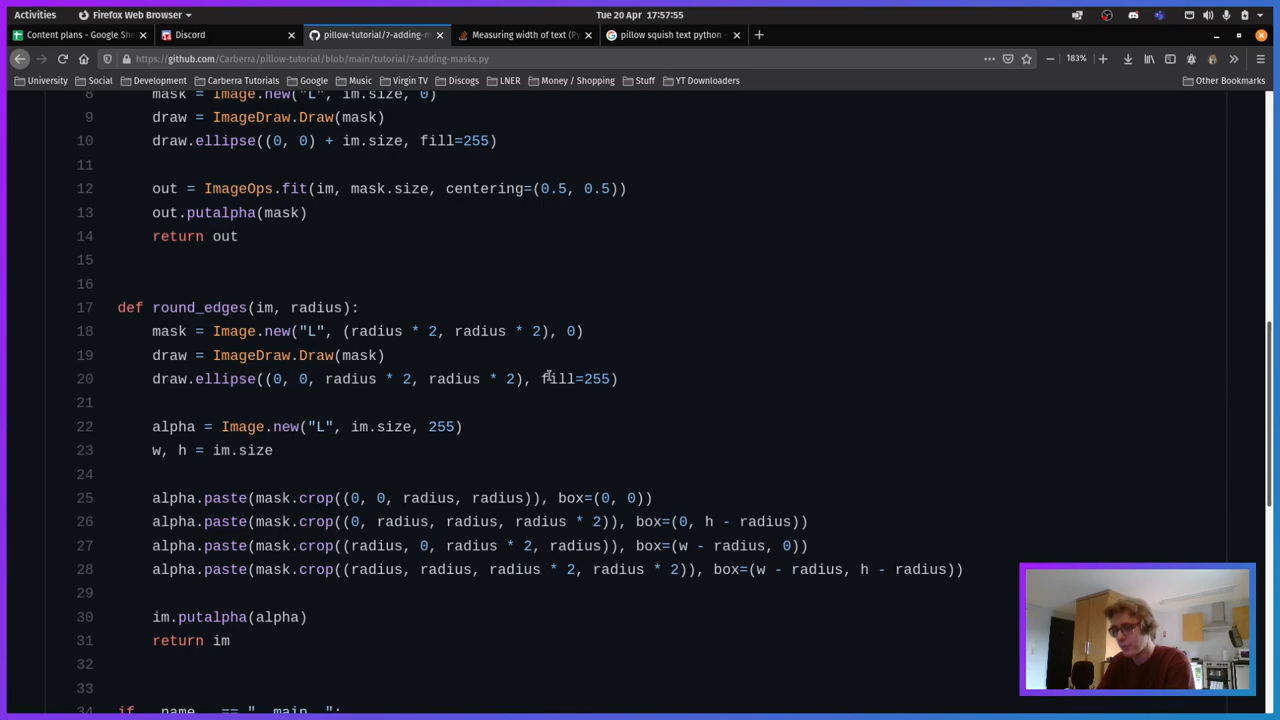 Activities Firefox Web Browser Tue 20 Apr 17:57:55
Content plans - Google She Discord pillow-tutorial/7-adding-m Measuring width of text (Py pillow squish text python -
https://github.com/Carberra/pillow-tutorial/blob/main/tutorial/7-adding-masks.py 183%
University Social Development Carberra Tutorials Google Music Virgin TV Discogs LNER Money / Shopping Stuff YT Downloaders Other Bookmarks
8 mask = Image.new("L", im.size, 0)
9 draw = ImageDraw.Draw(mask)
10 draw.ellipse((0, 0) + im.size, fill=255)
11
12 out = ImageOps.fit(im, mask.size, centering=(0.5, 0.5))
13 out.putalpha(mask)
14 return out
15
16
17 def round_edges(im, radius):
18 mask = Image.new("L", (radius * 2, radius * 2), 0)
19 draw = ImageDraw.Draw(mask)
20 draw.ellipse((0, 0, radius * 2, radius * 2), fill=255)
21
22 alpha = Image.new("L", im.size, 255)
23 w, h = im.size
24
25 alpha.paste(mask.crop((0, 0, radius, radius)), box=(0, 0))
26 alpha.paste(mask.crop((0, radius, radius, radius * 2)), box=(0, h - radius))
27 alpha.paste(mask.crop((radius, 0, radius * 2, radius)), box=(w - radius, 0))
28 alpha.paste(mask.crop((radius, radius, radius * 2, radius * 2)), box=(w - radius, h - radius))
29
30 im.putalpha(alpha)
31 return im
32
33
34 if __name__ == "__main__":